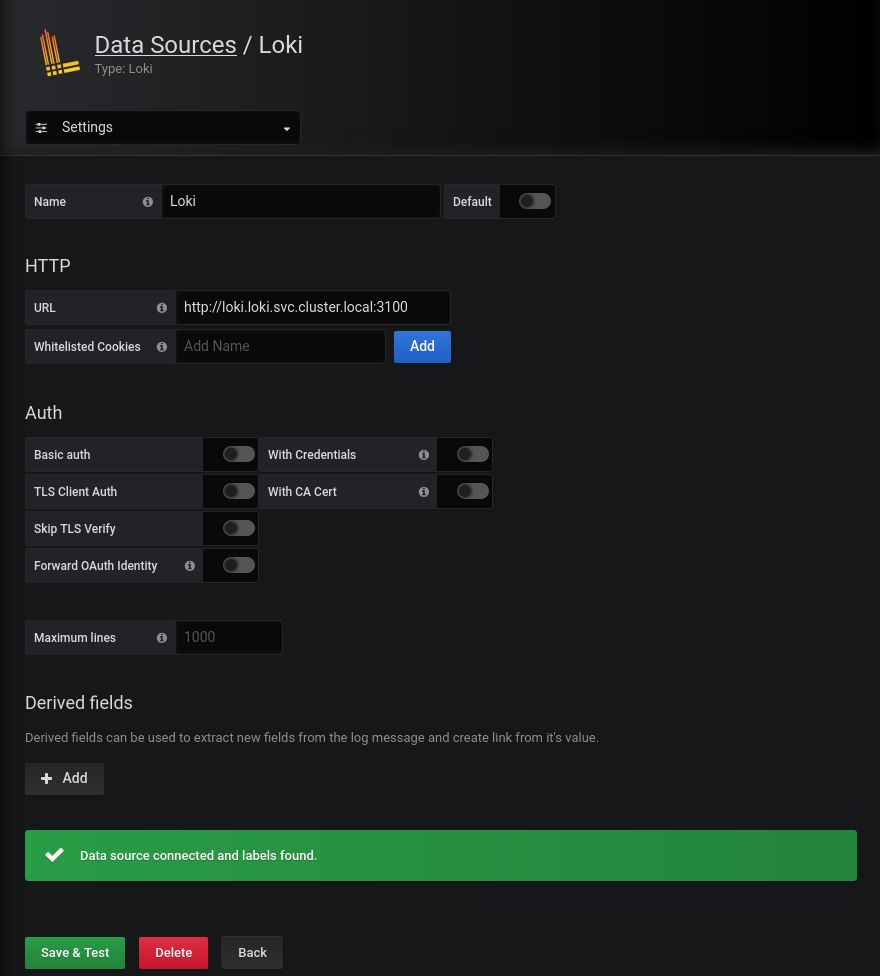 Data Sources / Loki
Type: Loki
Settings
Name Loki Default
HTTP
URL http://loki.loki.svc.cluster.local:3100
Whitelisted Cookies Add Name Add
Auth
Basic auth With Credentials
TLS Client Auth With CA Cert
Skip TLS Verify
Forward OAuth Identity
Maximum lines 1000
Derived fields
Derived fields can be used to extract new fields from the log message and create link from it's value.
Add
Data source connected and labels found.
Save & Test Delete Back